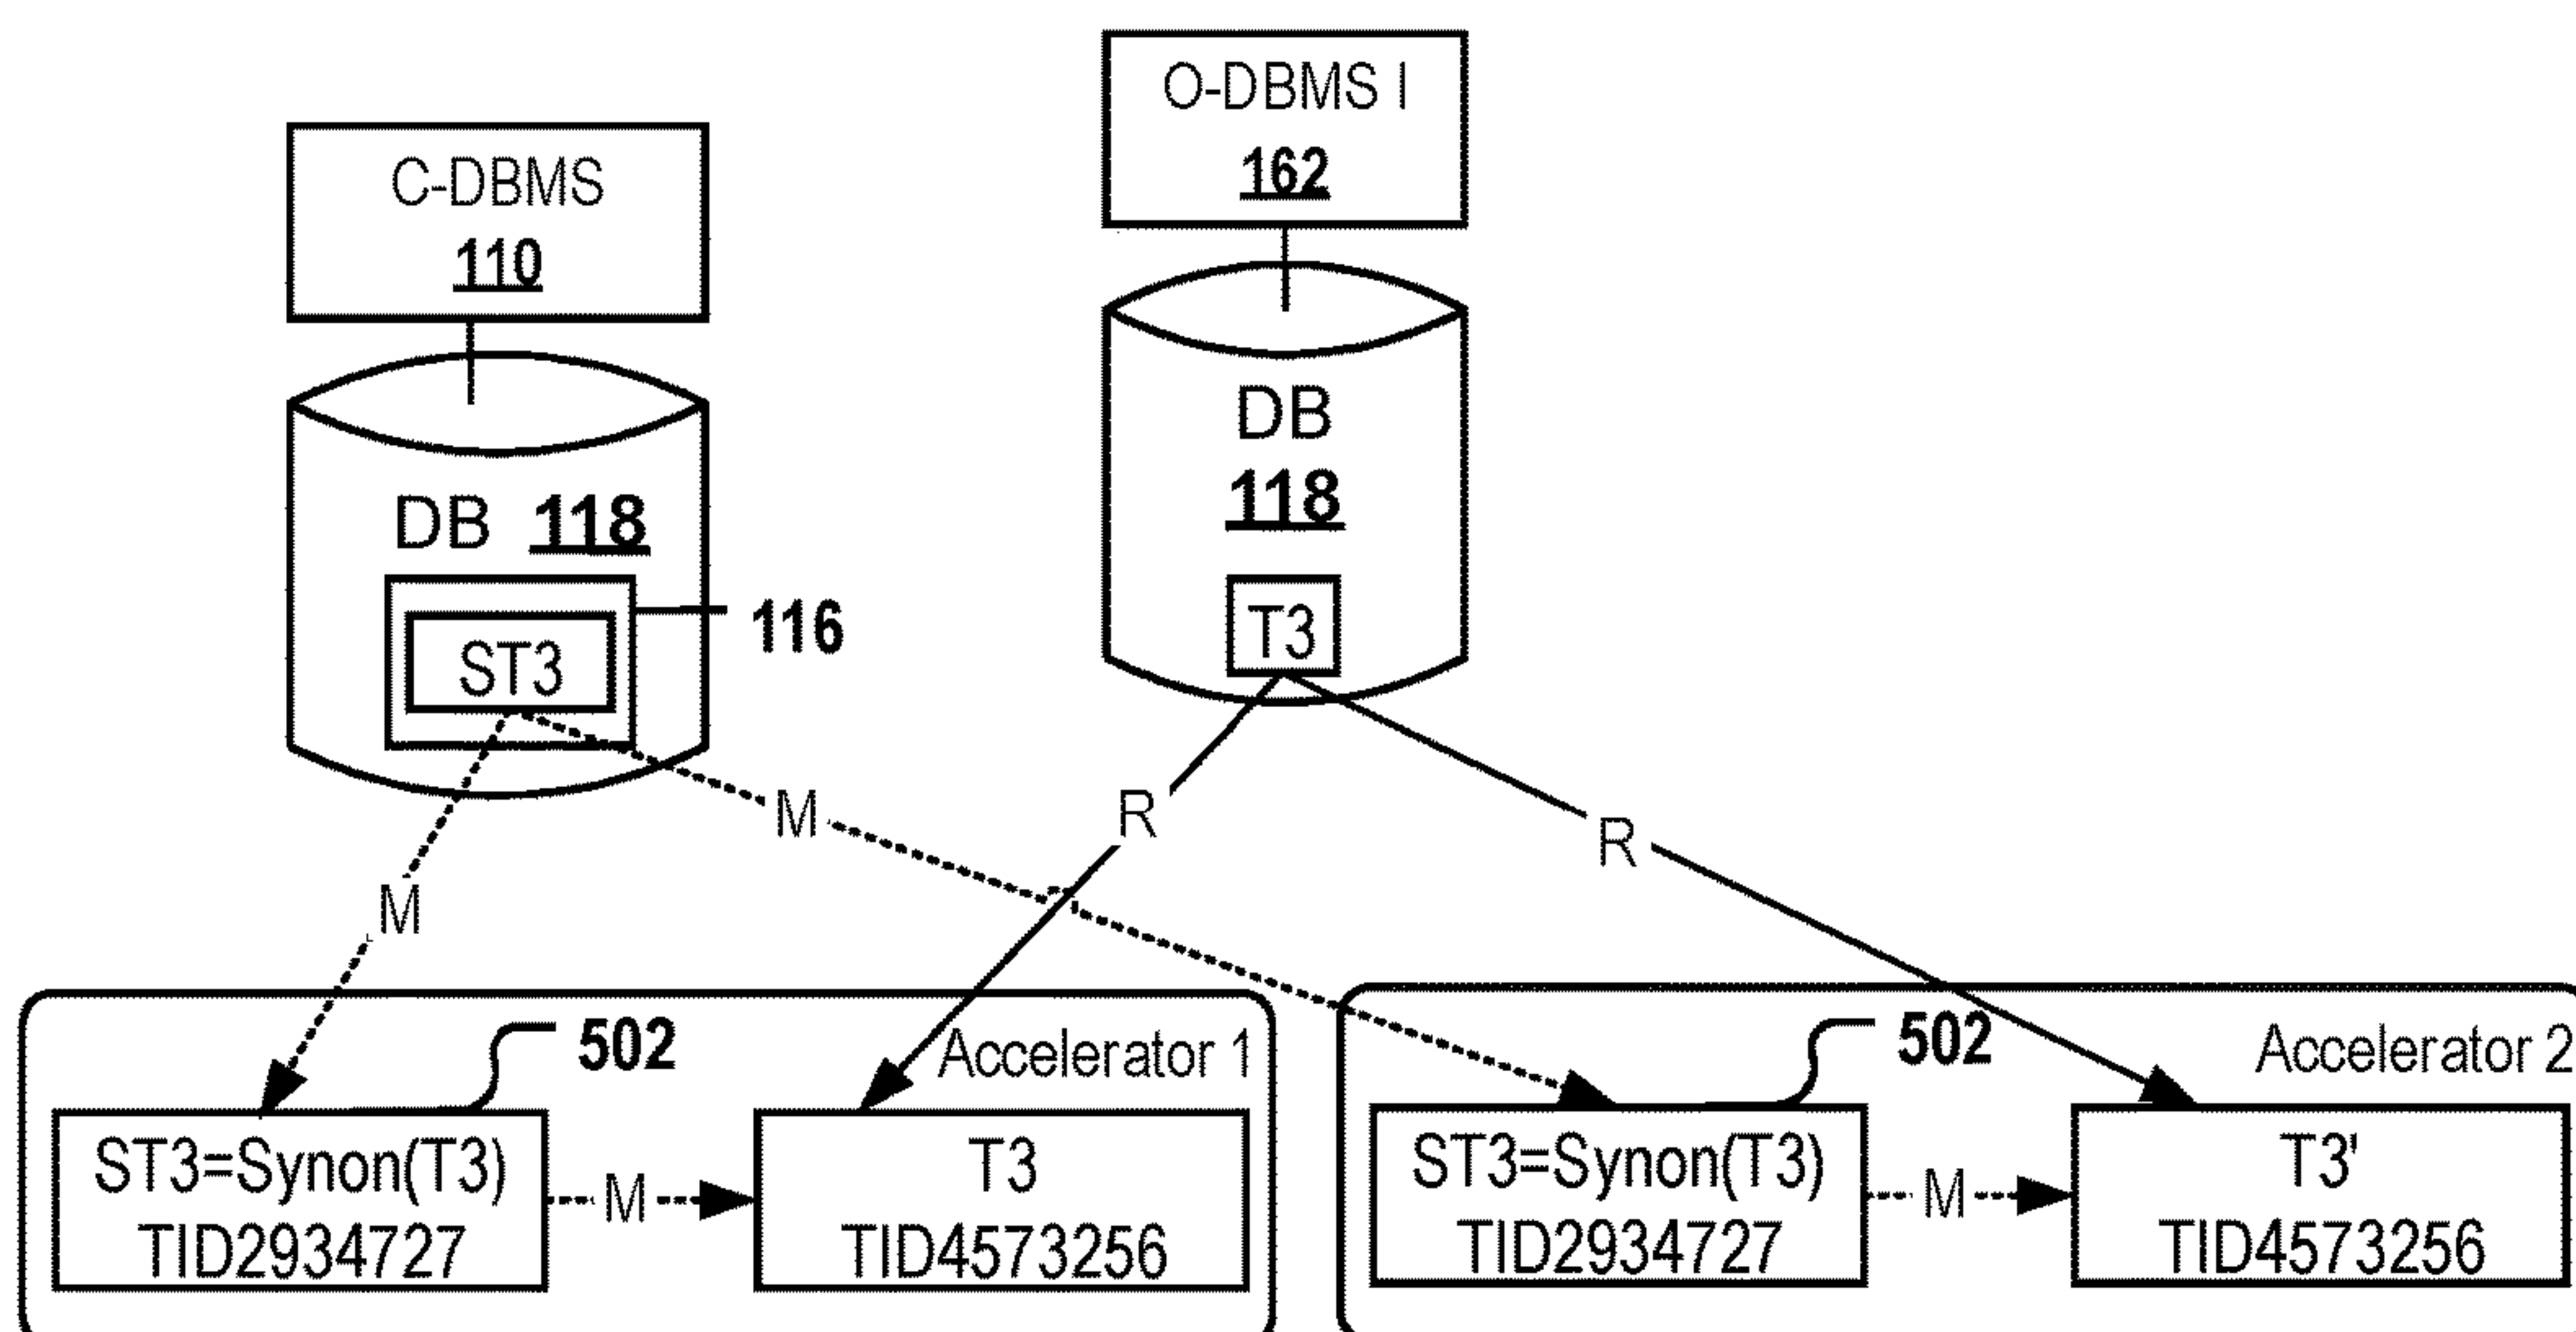 O-DBMS I
162
C-DBMS
110
DB
118
DB 118
ST3
116
T3
M
M
R
R
Accelerator 1
502
ST3=Synon(T3)
TID2934727
M
T3
TID4573256
Accelerator 2
502
ST3=Synon(T3)
TID2934727
M
T3'
TID4573256